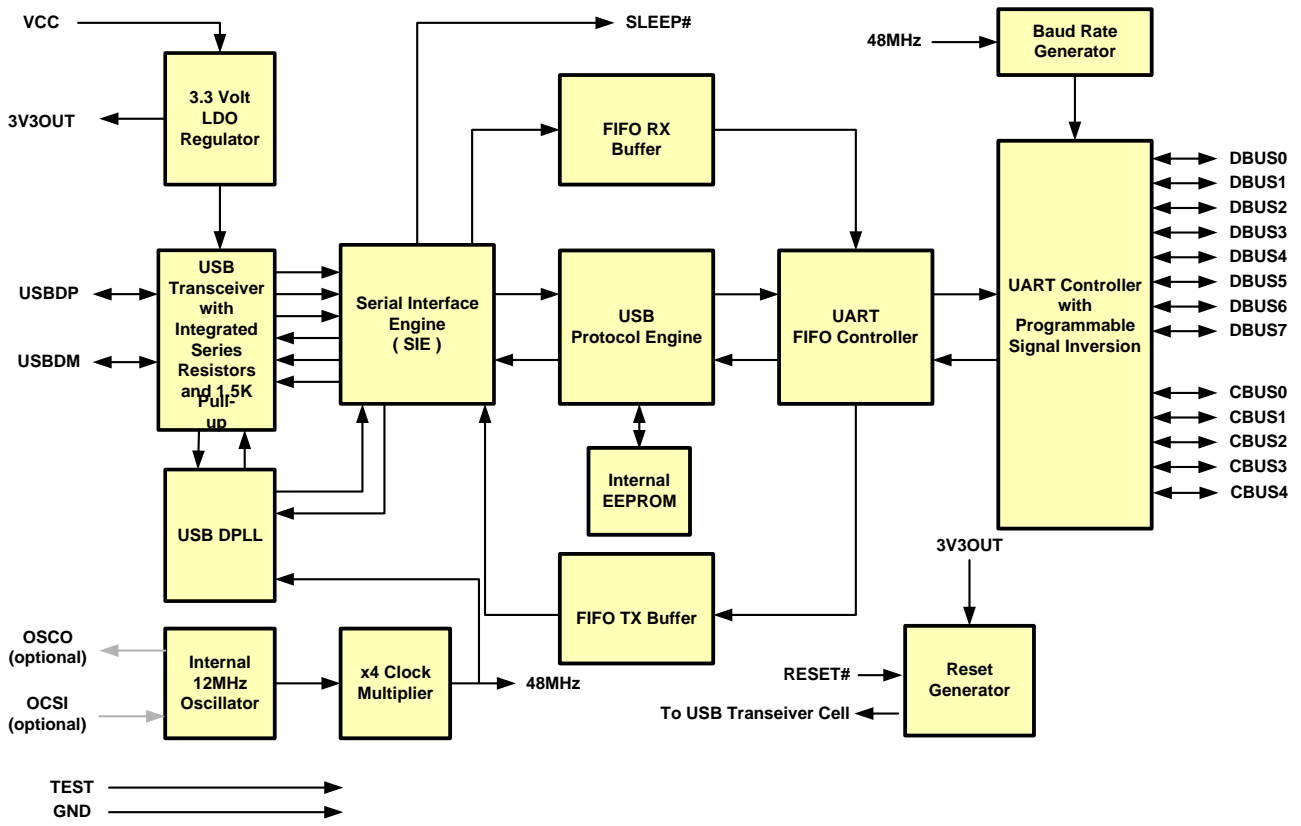 VCC
SLEEP#
48MHz
Baud Rate
Generator
3V3OUT
3.3 Volt
LDO
Regulator
FIFO RX
Buffer
DBUS0
DBUS1
DBUS2
DBUS3
DBUS4
DBUS5
DBUS6
DBUS7
USBDP
USBDM
USB
Transceiver
with
Integrated
Series
Resistors
and 1.5K
Pull-
up
Serial Interface
Engine
( SIE )
USB
Protocol Engine
UART
FIFO Controller
UART Controller
with
Programmable
Signal Inversion
CBUS0
CBUS1
CBUS2
CBUS3
CBUS4
Internal
EEPROM
USB DPLL
3V3OUT
FIFO TX Buffer
OSCO
(optional)
OCSI
(optional)
Internal
12MHz
Oscillator
x4 Clock
Multiplier
48MHz
RESET#
Reset
Generator
To USB Transeiver Cell
TEST
GND